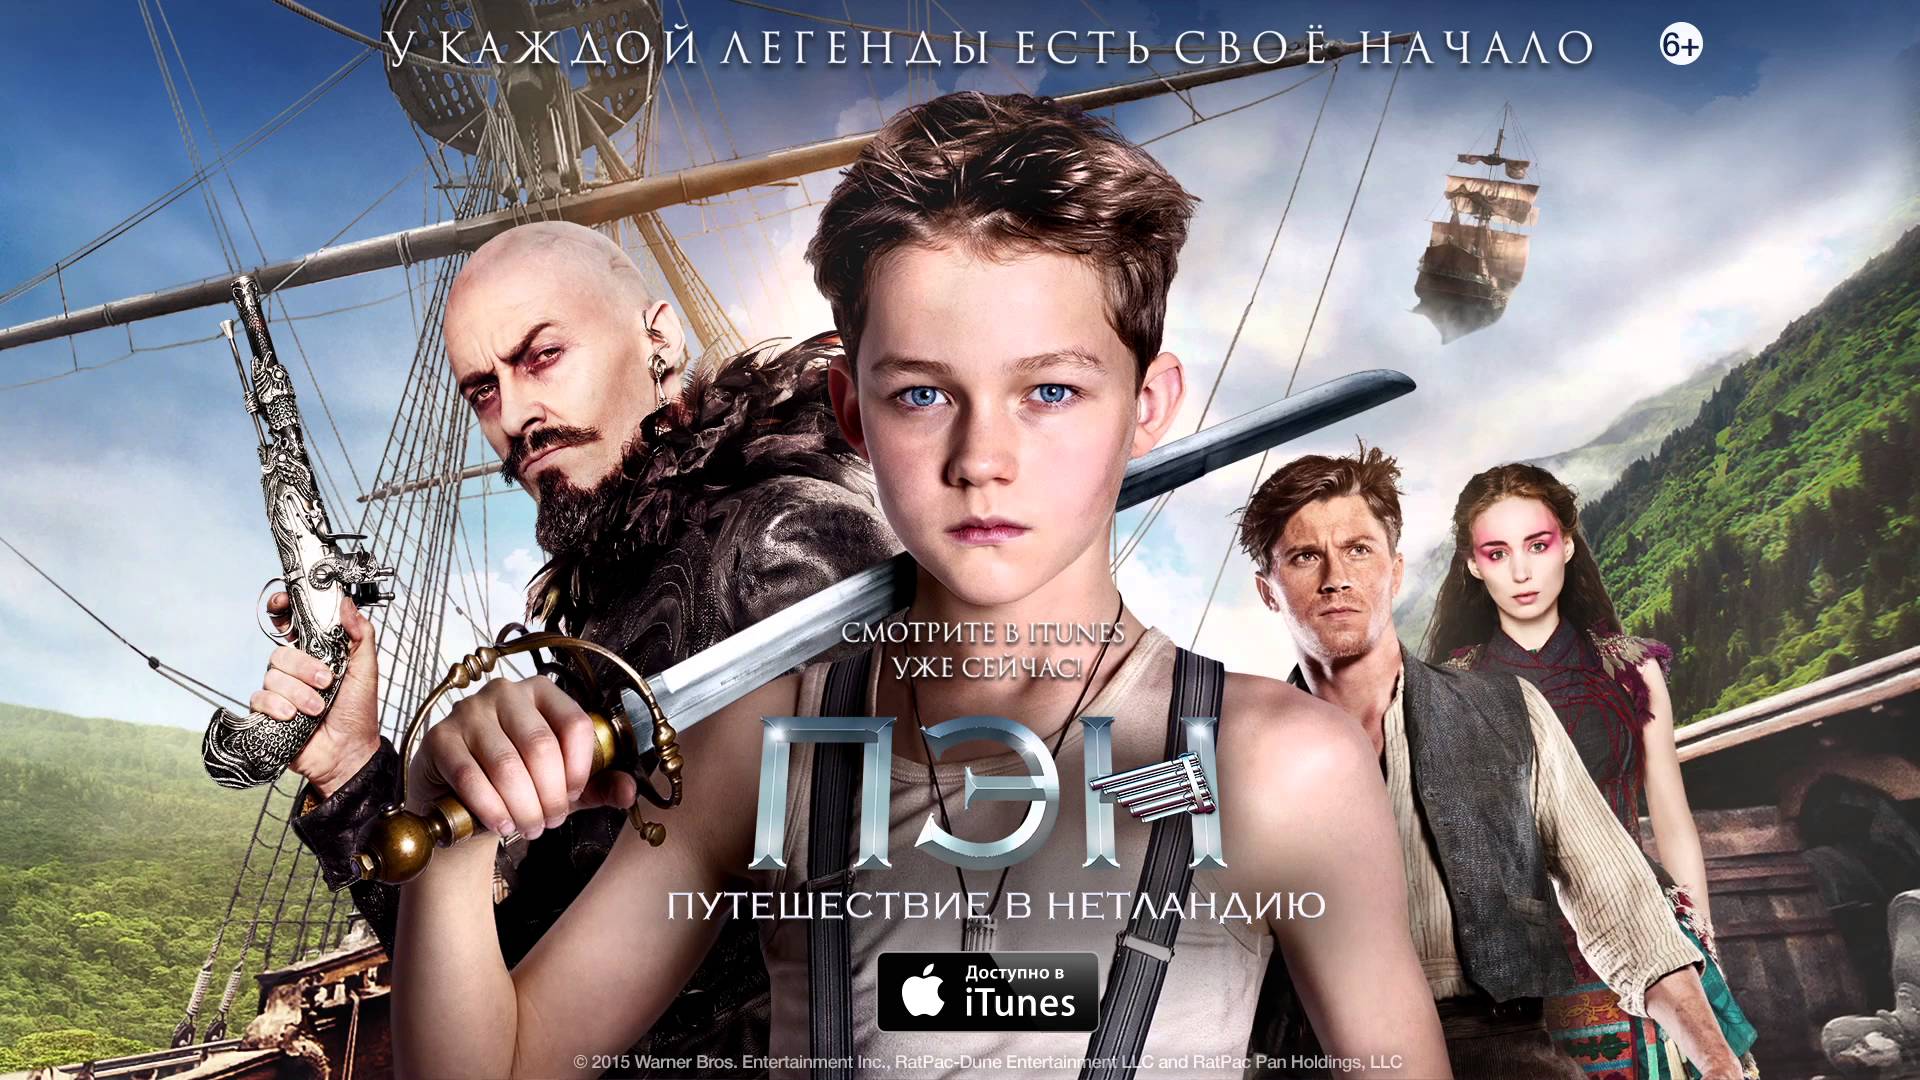 У КАЖДОЙ ЛЕГЕНДЫ ЕСТЬ СВОЁ НАЧАЛО 6+
СМОТРИТЕ В ITUNES
УЖЕ СЕЙЧАС!
ПЭН
ПУТЕШЕСТВИЕ В НЕТЛАНДИЮ
Доступно в
iTunes
© 2015 Warner Bros. Entertainment Inc., RatPac-Dune Entertainment LLC and RatPac Pan Holdings, LLC